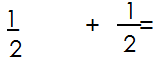 1/2 + 1/2 =